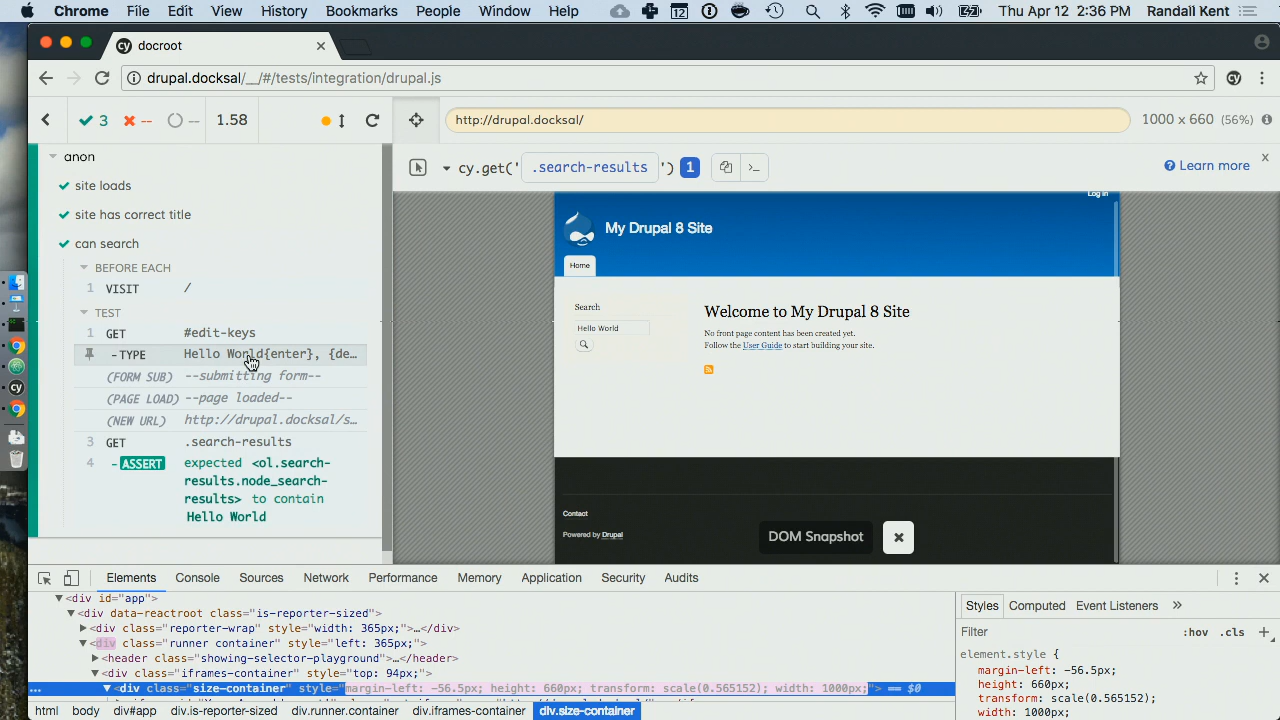 Chrome File Edit View History Bookmarks People Window Help 12 Thu Apr 12 2:36 PM Randall Kent
cy docroot
drupal.docksal/__/#/tests/integration/drupal.js cy
3 -- -- 1.58 http://drupal.docksal/ 1000 x 660 (56%)
cy.get(' .search-results ') 1 Learn more x
anon
site loads
site has correct title
can search
BEFORE EACH
1 VISIT /
TEST
1 GET #edit-keys
-TYPE Hello World{enter}, {de…
(FORM SUB) --submitting form--
(PAGE LOAD) --page loaded--
(NEW URL) http://drupal.docksal/s…
3 GET .search-results
4 -ASSERT expected <ol.search-
results.node_search-
results> to contain
Hello World
Log in
My Drupal 8 Site
Home
Search
Hello World
Welcome to My Drupal 8 Site
No front page content has been created yet.
Follow the User Guide to start building your site.
Contact
Powered by Drupal
DOM Snapshot
Elements Console Sources Network Performance Memory Application Security Audits
<div id="app">
<div data-reactroot class="is-reporter-sized">
<div class="reporter-wrap" style="width: 365px;">…</div>
<div class="runner container" style="left: 365px;">
<header class="showing-selector-playground">…</header>
<div class="iframes-container" style="top: 94px;">
<div class="size-container" style="margin-left: -56.5px; height: 660px; transform: scale(0.565152); width: 1000px;"> == $0
html body div#app div.is-reporter-sized div.runner.container div.iframes-container div.size-container
Styles Computed Event Listeners »
Filter :hov .cls +
element.style {
margin-left: -56.5px;
height: 660px;
transform: scale(0.565152);
width: 1000px;